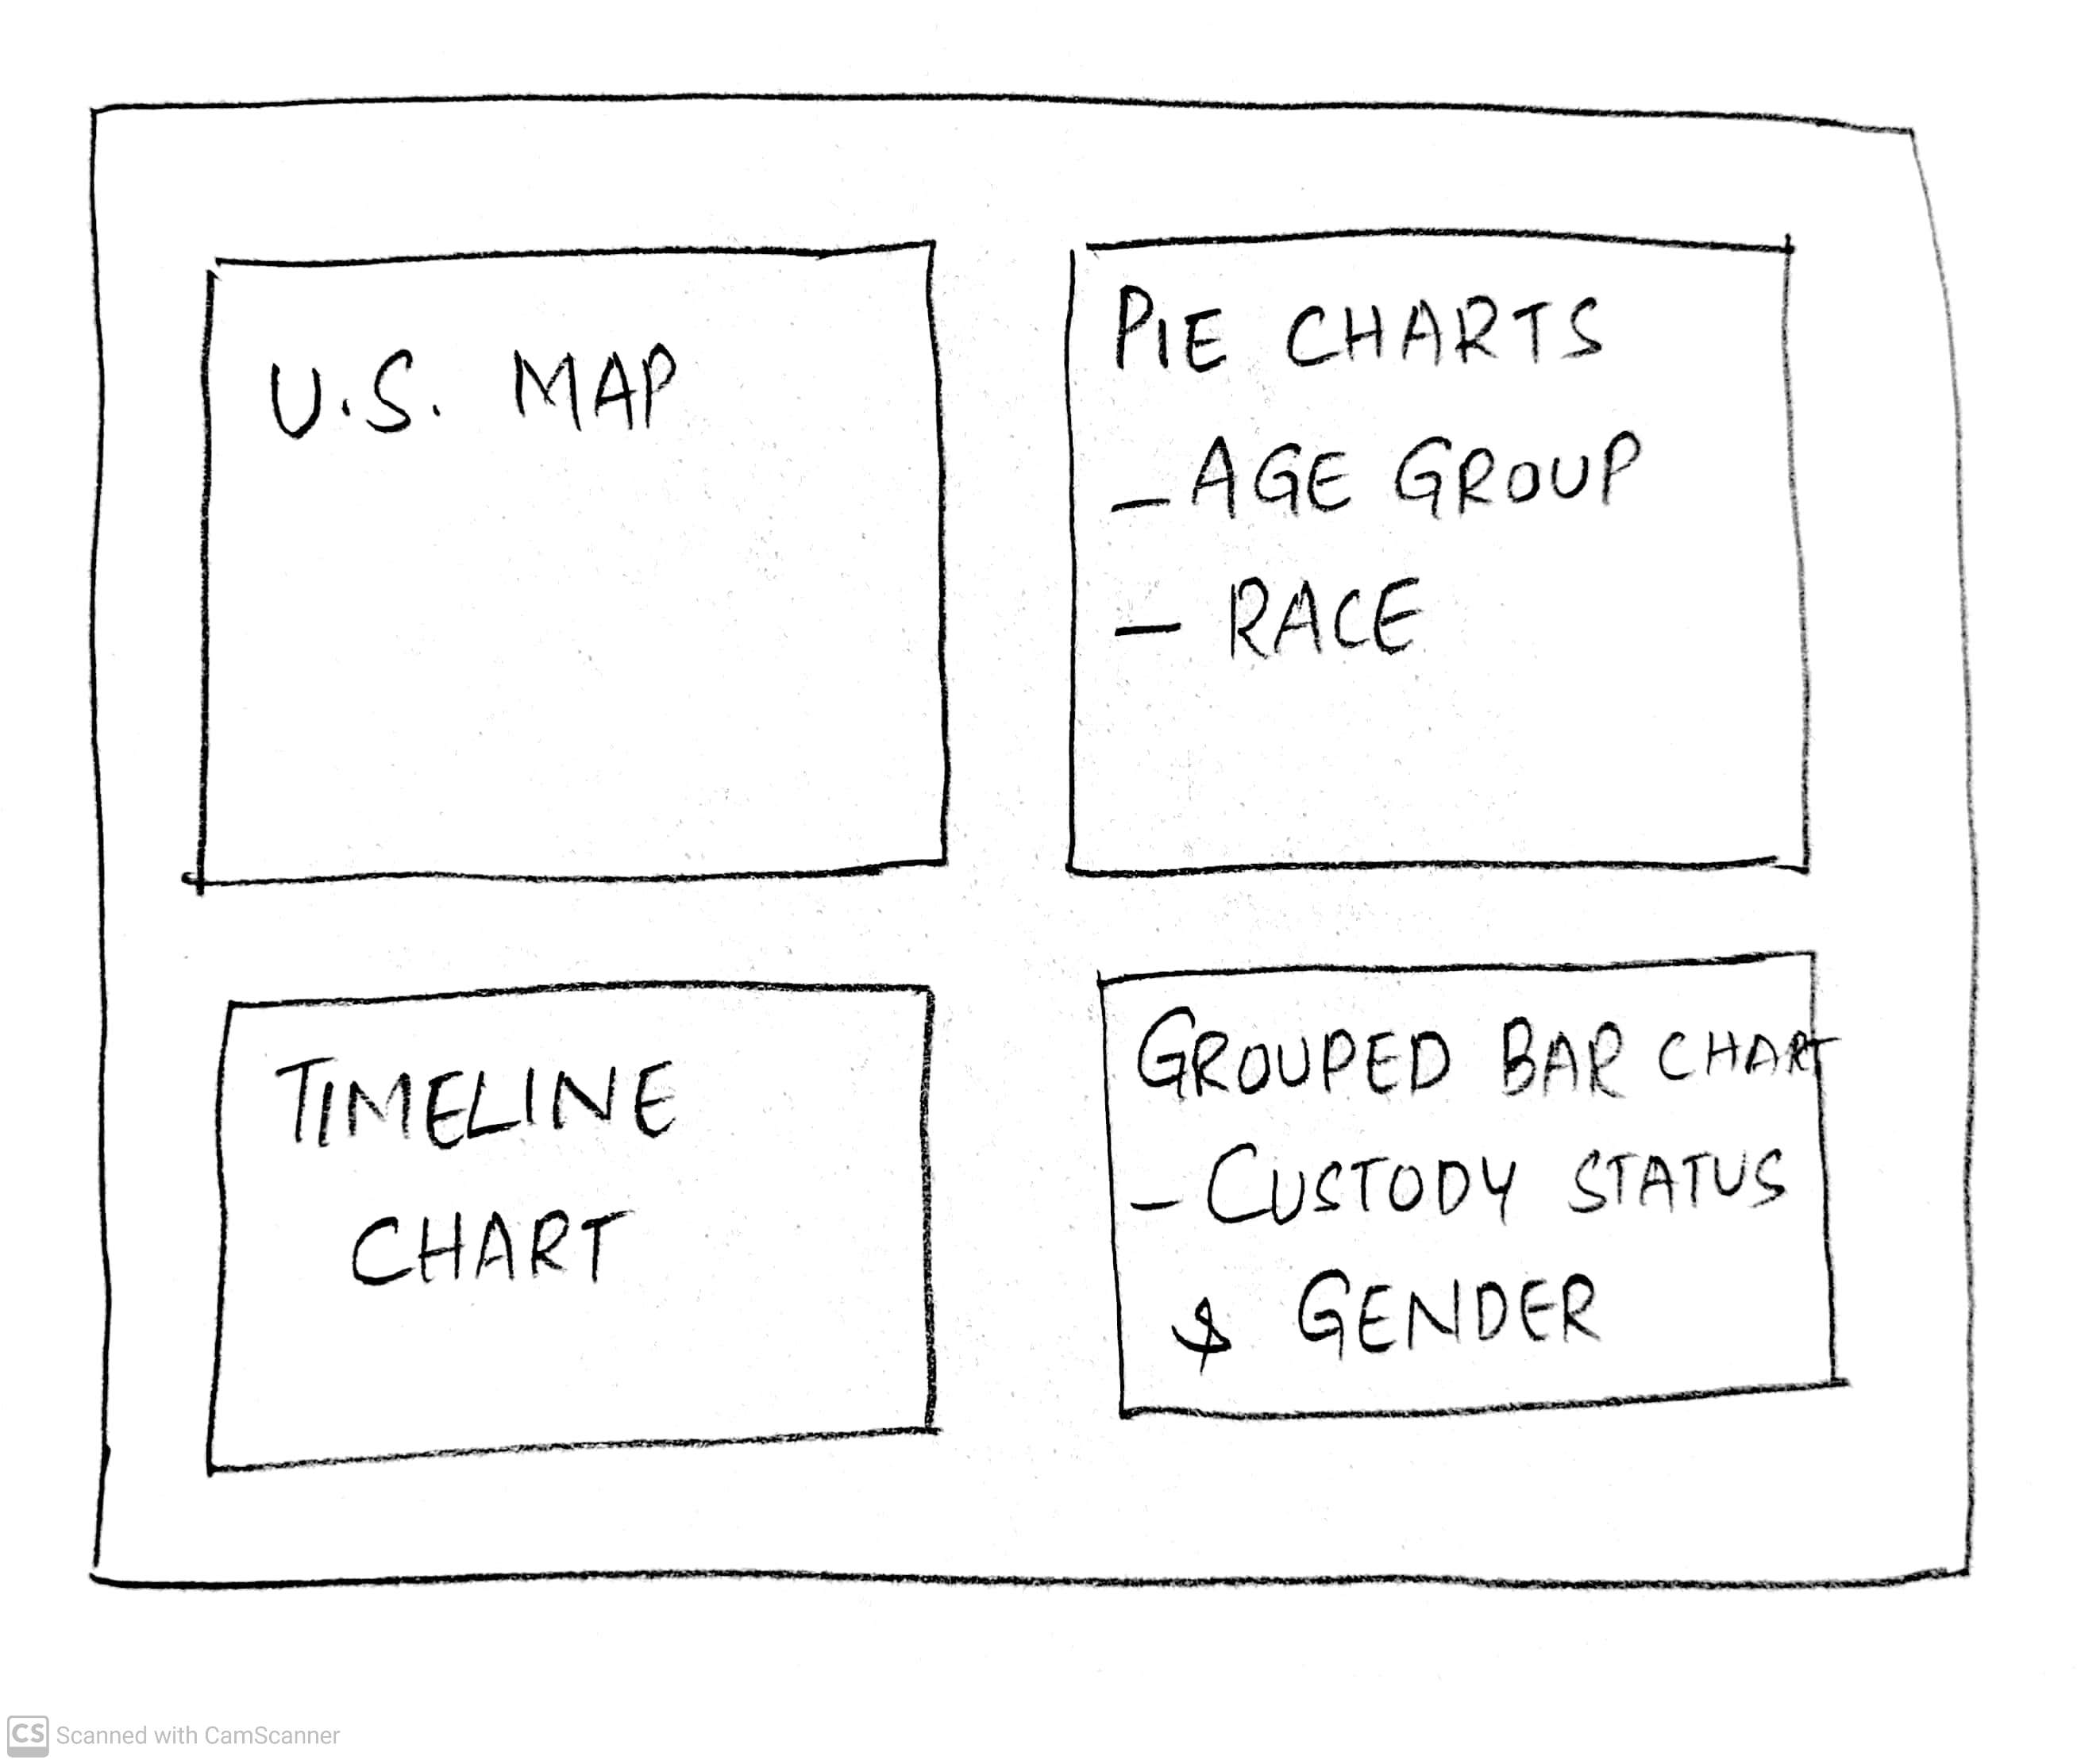 U.S. MAP
PIE CHARTS
- AGE GROUP
- RACE
TIMELINE
CHART
GROUPED BAR CHART
- CUSTODY STATUS
& GENDER
CS Scanned with CamScanner